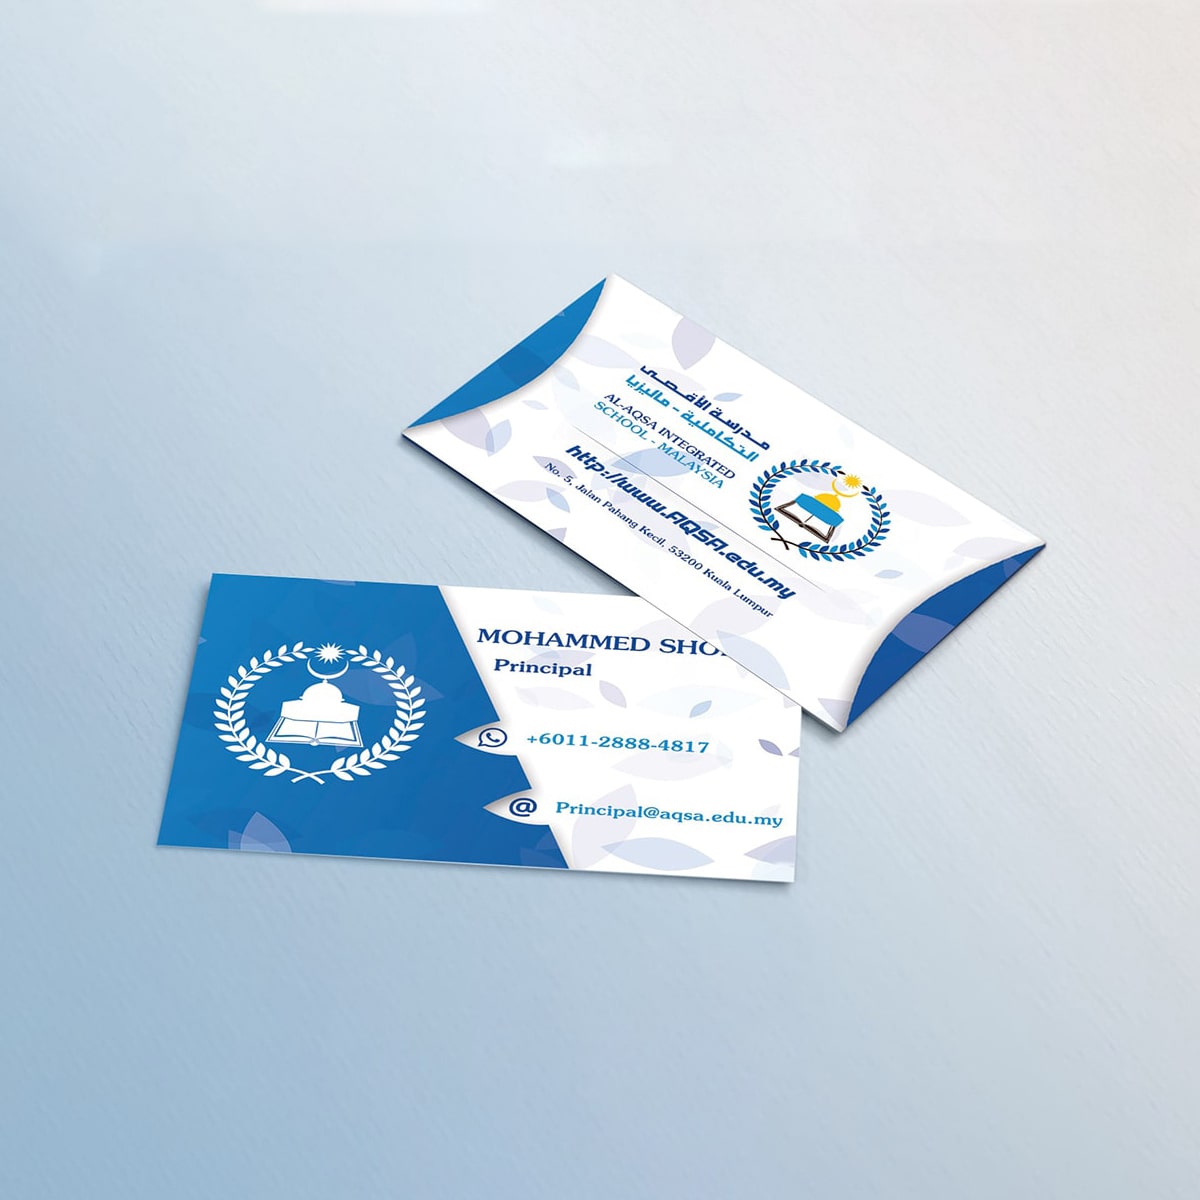 مدرسة الأقصى
التكاملية - ماليزيا
AL-AQSA INTEGRATED
SCHOOL - MALAYSIA
http://www.AQSA.edu.my
No. 5, Jalan Pahang Kecil, 53200 Kuala Lumpur
MOHAMMED
Principal
+6011-2888-4817
@ Principal@aqsa.edu.my